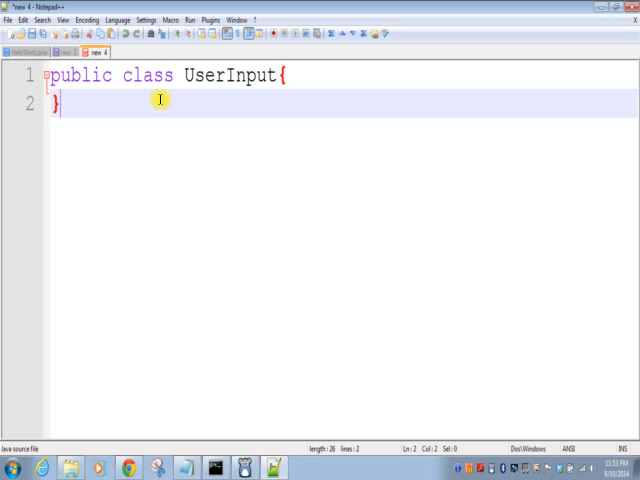 *new 4 - Notepad++
File Edit Search View Encoding Language Settings Macro Run Plugins Window ?
X
HelloWorld.java new 2 new 4
1 public class UserInput{
2 }
Java source file length : 26 lines : 2 Ln : 2 Col : 2 Sel : 0 Dos\Windows ANSI INS
11:53 PM
8/10/2014